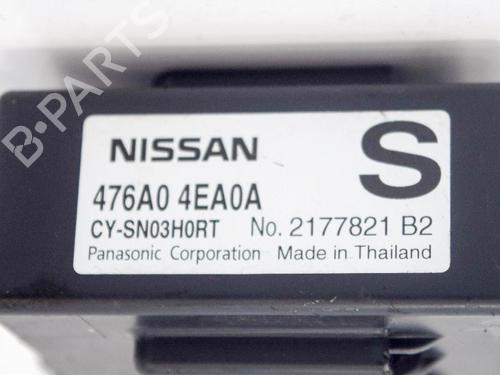 B-PARTS
NISSAN
S
476A0 4EA0A
CY-SN03H0RT No. 2177821 B2
Panasonic Corporation Made in Thailand